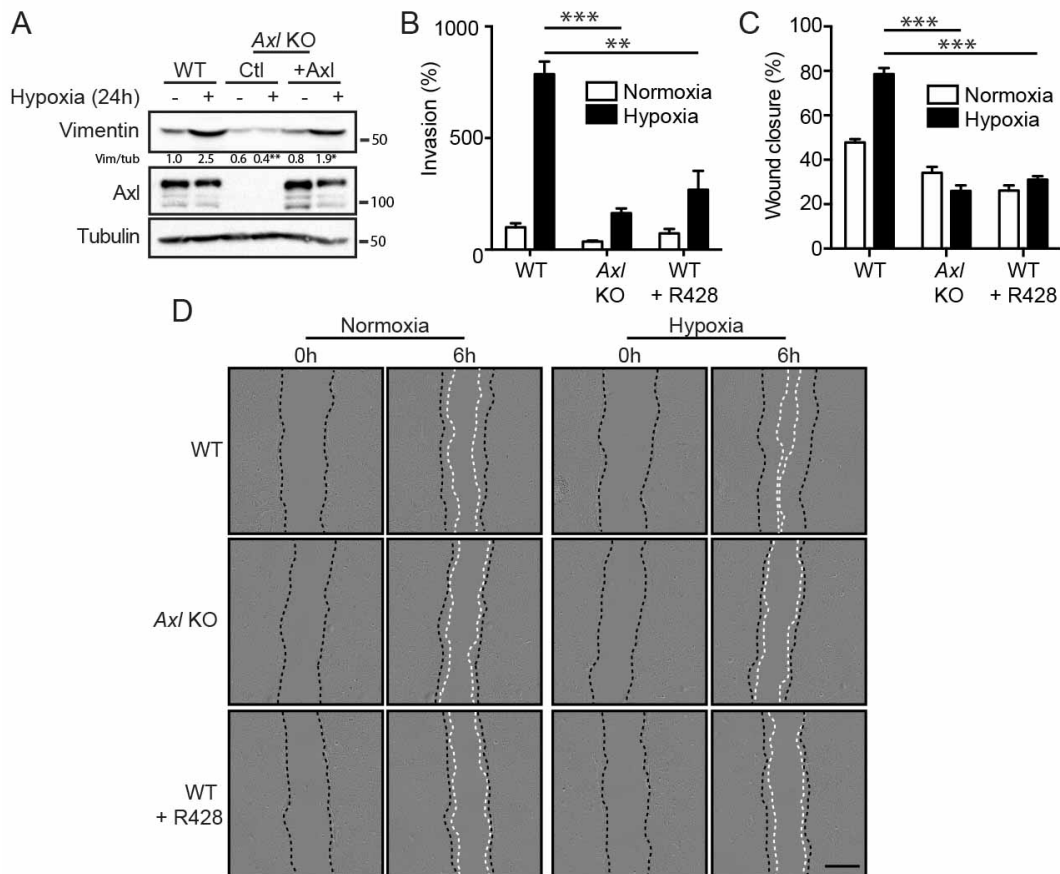 A
Axl KO
WT Ctl +Axl
Hypoxia (24h) - + - + - +
Vimentin 50
Vim/tub 1.0 2.5 0.6 0.4** 0.8 1.9*
Axl 100
Tubulin 50
B
***
**
Invasion (%)
1000
500
0
Normoxia
Hypoxia
WT Axl WT
KO + R428
C
***
***
Wound closure (%)
100
80
60
40
20
0
Normoxia
Hypoxia
WT Axl WT
KO + R428
D
Normoxia Hypoxia
0h 6h 0h 6h
WT
Axl KO
WT
+ R428